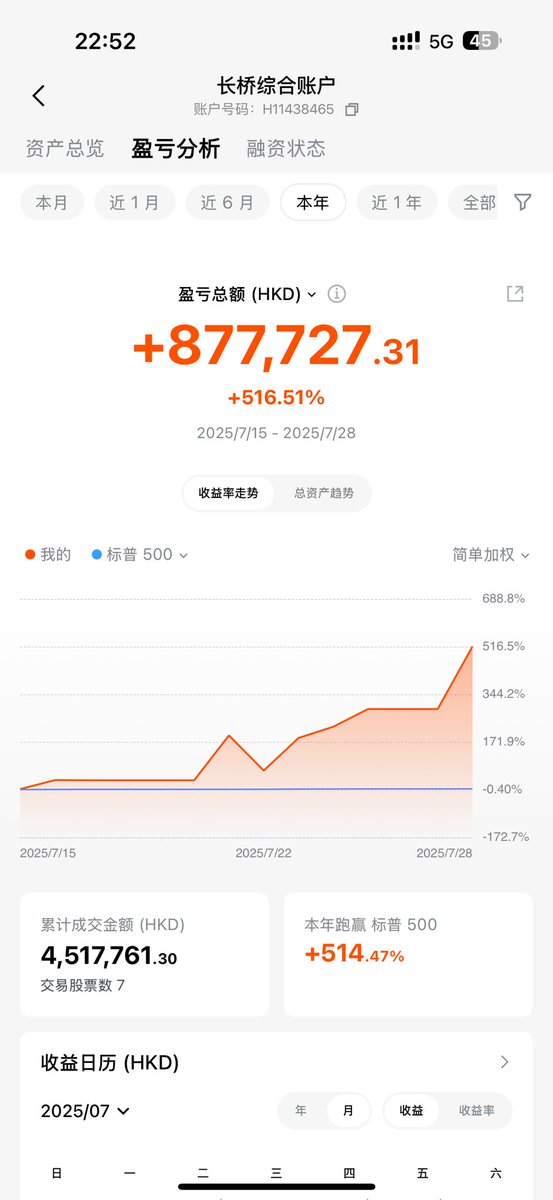 22:52
5G 45
长桥综合账户
账户号码：H11438465
资产总览 盈亏分析 融资状态
本月 近1月 近6月 本年 近1年 全部
盈亏总额 (HKD)
+877,727.31
+516.51%
2025/7/15 - 2025/7/28
收益率走势 总资产趋势
我的 标普 500 简单加权
688.8%
516.5%
344.2%
171.9%
-0.40%
-172.7%
2025/7/15 2025/7/22 2025/7/28
累计成交金额 (HKD) 本年跑赢 标普 500
4,517,761.30 +514.47%
交易股票数 7
收益日历 (HKD)
2025/07 年 月 收益 收益率
日 一 二 三 四 五 六